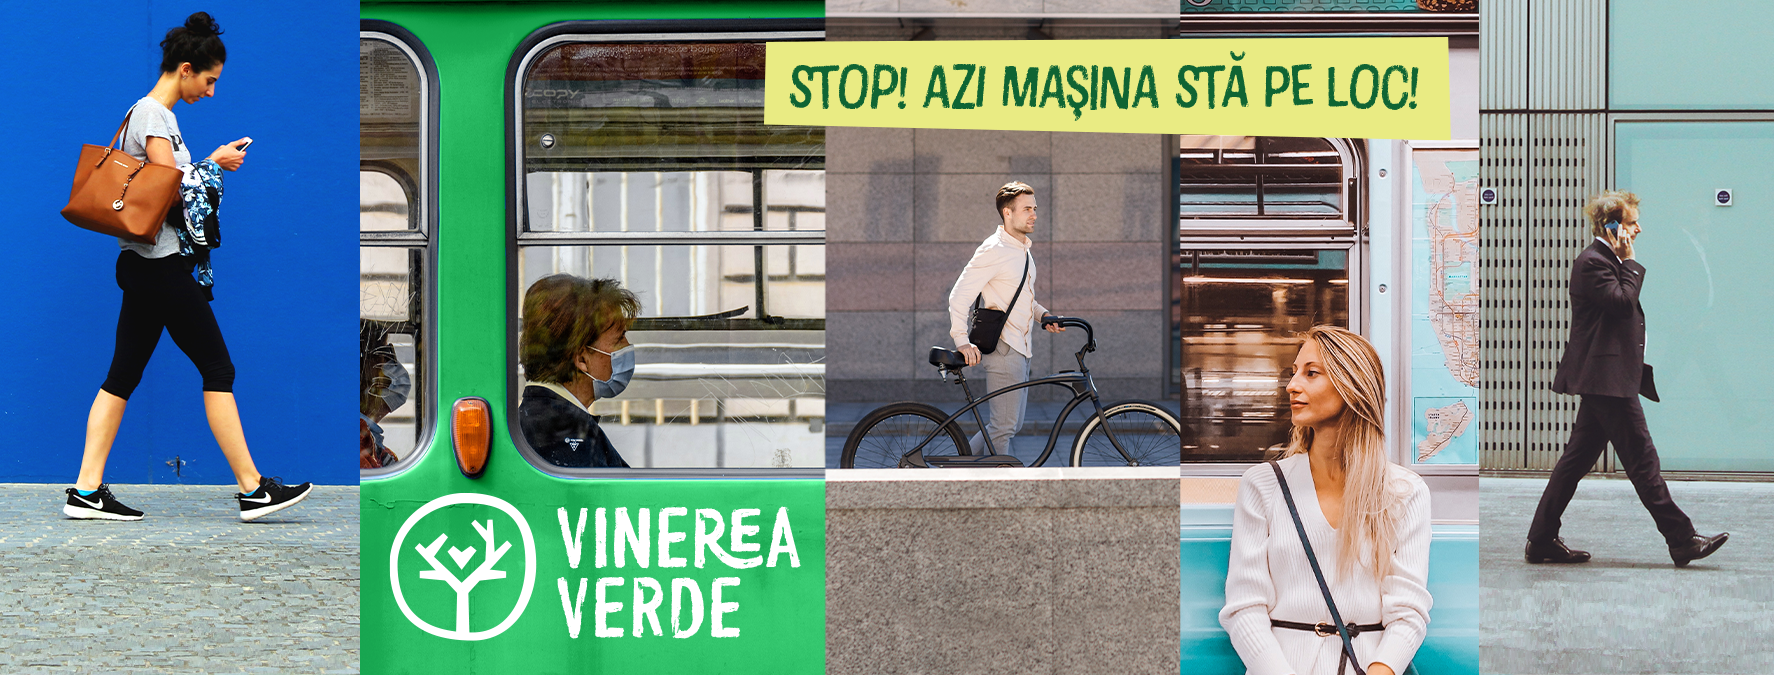 STOP! AZI MAȘINA STĂ PE LOC!
VINEREA
VERDE